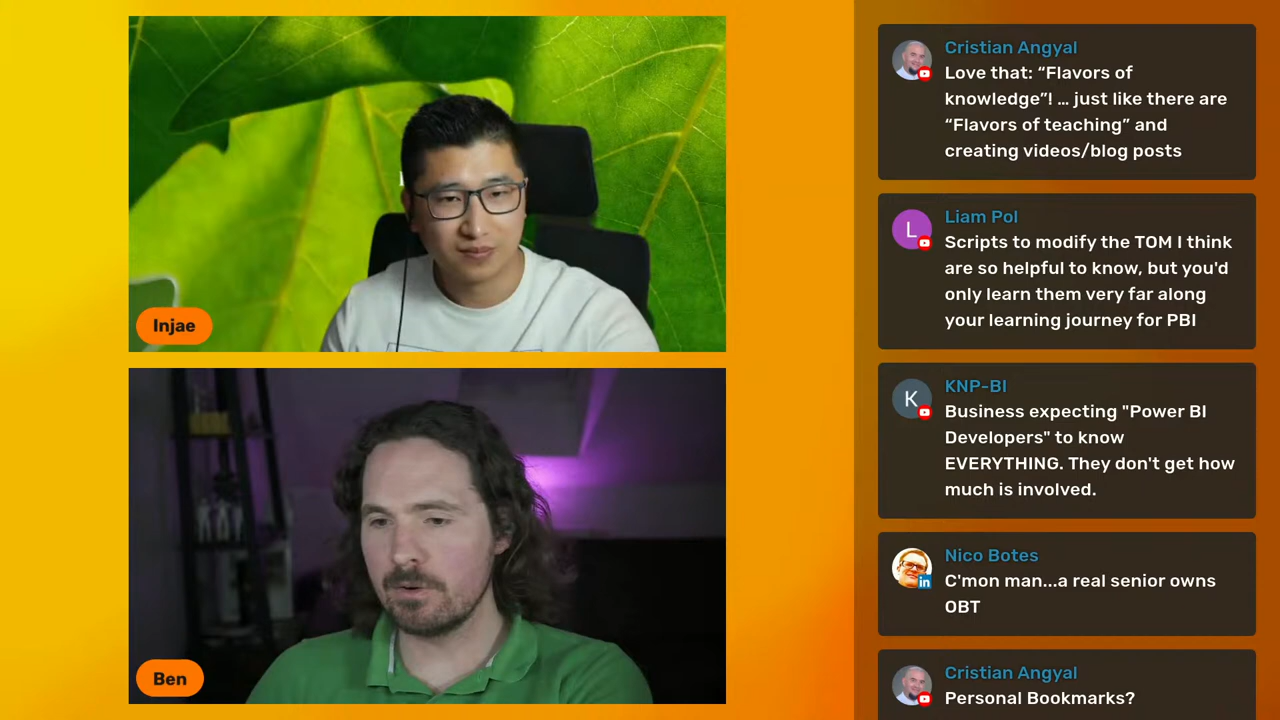 Injae
Ben
Cristian Angyal
Love that: “Flavors of
knowledge”! … just like there are
“Flavors of teaching” and
creating videos/blog posts
L
Liam Pol
Scripts to modify the TOM I think
are so helpful to know, but you'd
only learn them very far along
your learning journey for PBI
K
KNP-BI
Business expecting "Power BI
Developers" to know
EVERYTHING. They don't get how
much is involved.
Nico Botes
in
C'mon man...a real senior owns
OBT
Cristian Angyal
Personal Bookmarks?